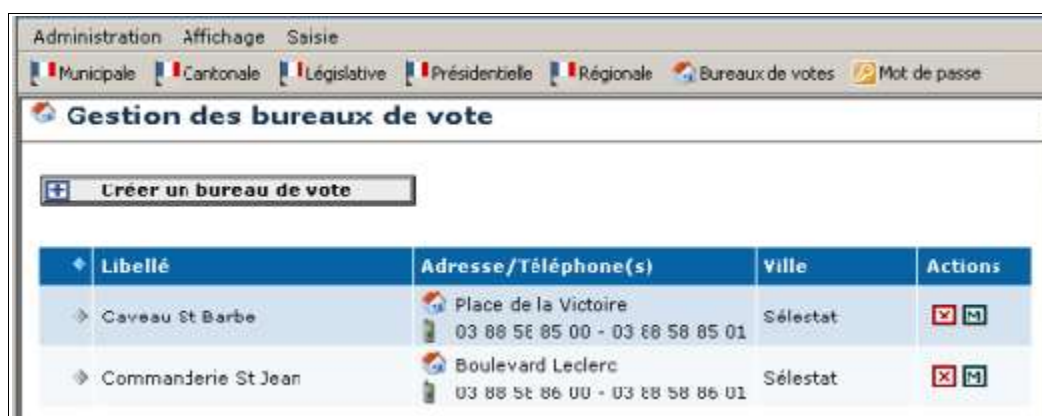 Administration Affichage Saisie
Municipale Cantonale Législative Présidentielle Régionale Bureaux de votes Mot de passe
Gestion des bureaux de vote
Créer un bureau de vote
Libellé Adresse/Téléphone(s) Ville Actions
Caveau St Barbe Place de la Victoire Sélestat M
03 88 58 85 00 - 03 88 58 85 01
Commanderie St Jean Boulevard Leclerc Sélestat M
03 88 58 86 00 - 03 88 58 86 01